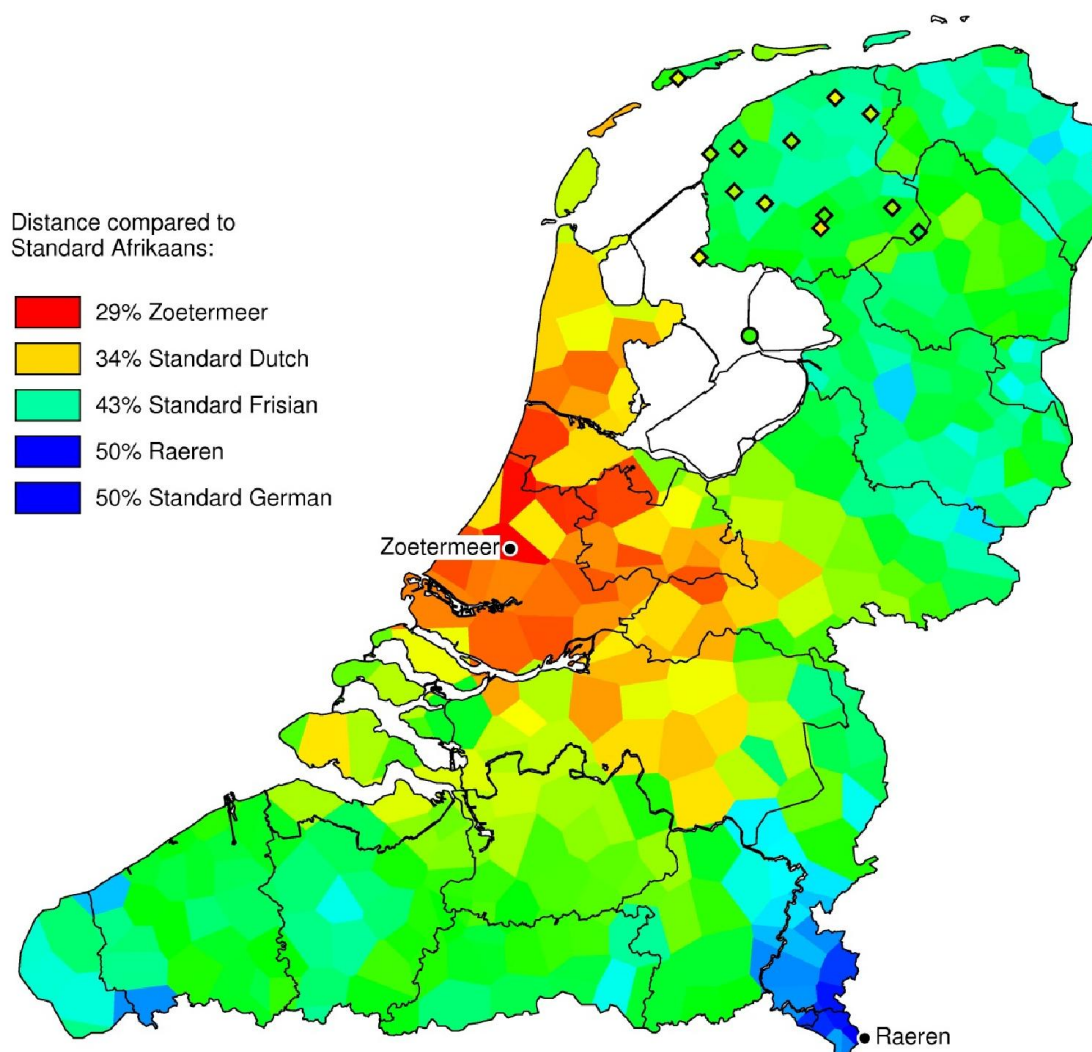 Distance compared to
Standard Afrikaans:
29% Zoetermeer
34% Standard Dutch
43% Standard Frisian
50% Raeren
50% Standard German
Zoetermeer
Raeren